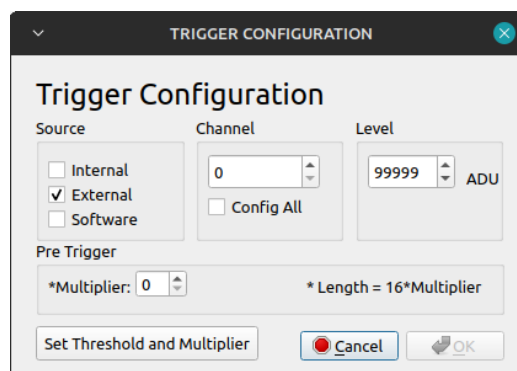 TRIGGER CONFIGURATION
Trigger Configuration
Source
Channel
Level
Internal
External
Software
0
Config All
99999 ADU
Pre Trigger
*Multiplier: 0
* Length = 16*Multiplier
Set Threshold and Multiplier
Cancel
OK